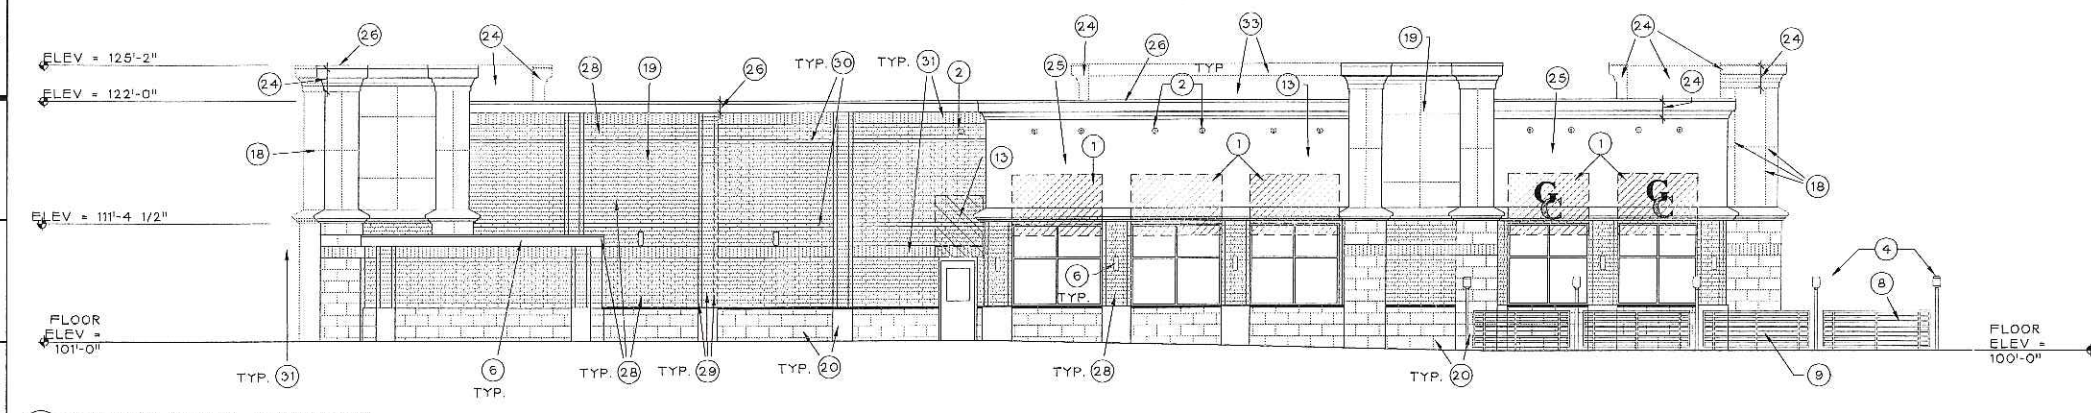 ELEV = 125'-2"
ELEV = 122'-0"
ELEV = 111'-4 1/2"
FLOOR
ELEV =
101'-0"
26
24
24
28
19
26
TYP. 30
TYP. 31
2
25
24
26
33
TYP
2
13
19
25
24
24
24
18
13
1
1
1
G
C
G
C
18
6
TYP.
4
8
TYP. 31
6
TYP.
TYP. 28
TYP. 29
TYP. 20
TYP. 28
TYP. 20
9
FLOOR
ELEV =
100'-0"